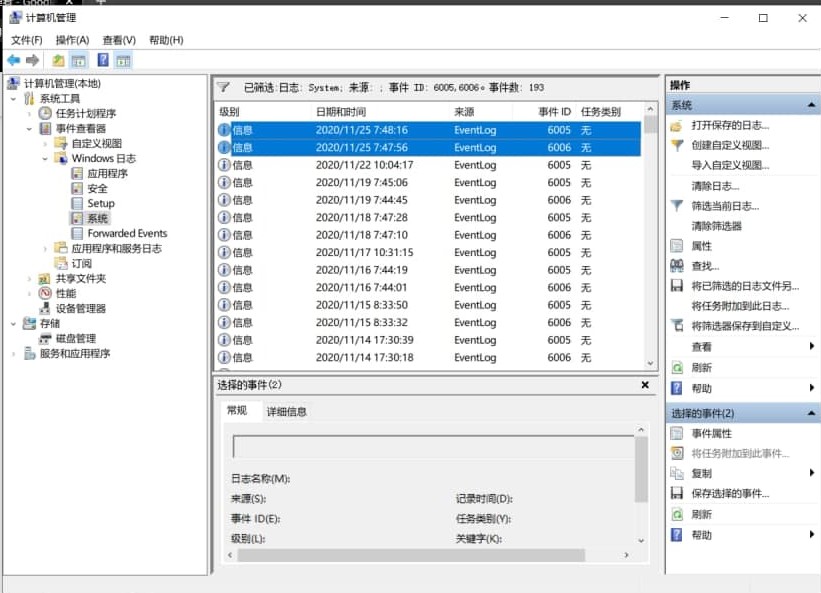 计算机管理
文件(F) 操作(A) 查看(V) 帮助(H)
计算机管理(本地)
系统工具
任务计划程序
事件查看器
自定义视图
Windows 日志
应用程序
安全
Setup
系统
Forwarded Events
应用程序和服务日志
订阅
共享文件夹
性能
设备管理器
存储
磁盘管理
服务和应用程序
已筛选:日志: System; 来源: ; 事件 ID: 6005,6006。事件数: 193
级别 日期和时间 来源 事件 ID 任务类别
信息 2020/11/25 7:48:16 EventLog 6005 无
信息 2020/11/25 7:47:56 EventLog 6006 无
信息 2020/11/22 10:04:17 EventLog 6005 无
信息 2020/11/19 7:45:06 EventLog 6005 无
信息 2020/11/19 7:44:45 EventLog 6006 无
信息 2020/11/18 7:47:28 EventLog 6005 无
信息 2020/11/18 7:47:10 EventLog 6006 无
信息 2020/11/17 10:31:15 EventLog 6005 无
信息 2020/11/16 7:44:19 EventLog 6005 无
信息 2020/11/16 7:44:01 EventLog 6006 无
信息 2020/11/15 8:33:50 EventLog 6005 无
信息 2020/11/15 8:33:32 EventLog 6006 无
信息 2020/11/14 17:30:39 EventLog 6005 无
信息 2020/11/14 17:30:18 EventLog 6006 无
选择的事件(2)
常规 详细信息
日志名称(M):
来源(S): 记录时间(D):
事件 ID(E): 任务类别(Y):
级别(L): 关键字(K):
操作
系统
打开保存的日志...
创建自定义视图...
导入自定义视图...
清除日志...
筛选当前日志...
清除筛选器
属性
查找...
将已筛选的日志文件另...
将任务附加到此日志...
将筛选器保存到自定义...
查看
刷新
帮助
选择的事件(2)
事件属性
将任务附加到此事件...
复制
保存选择的事件...
刷新
帮助